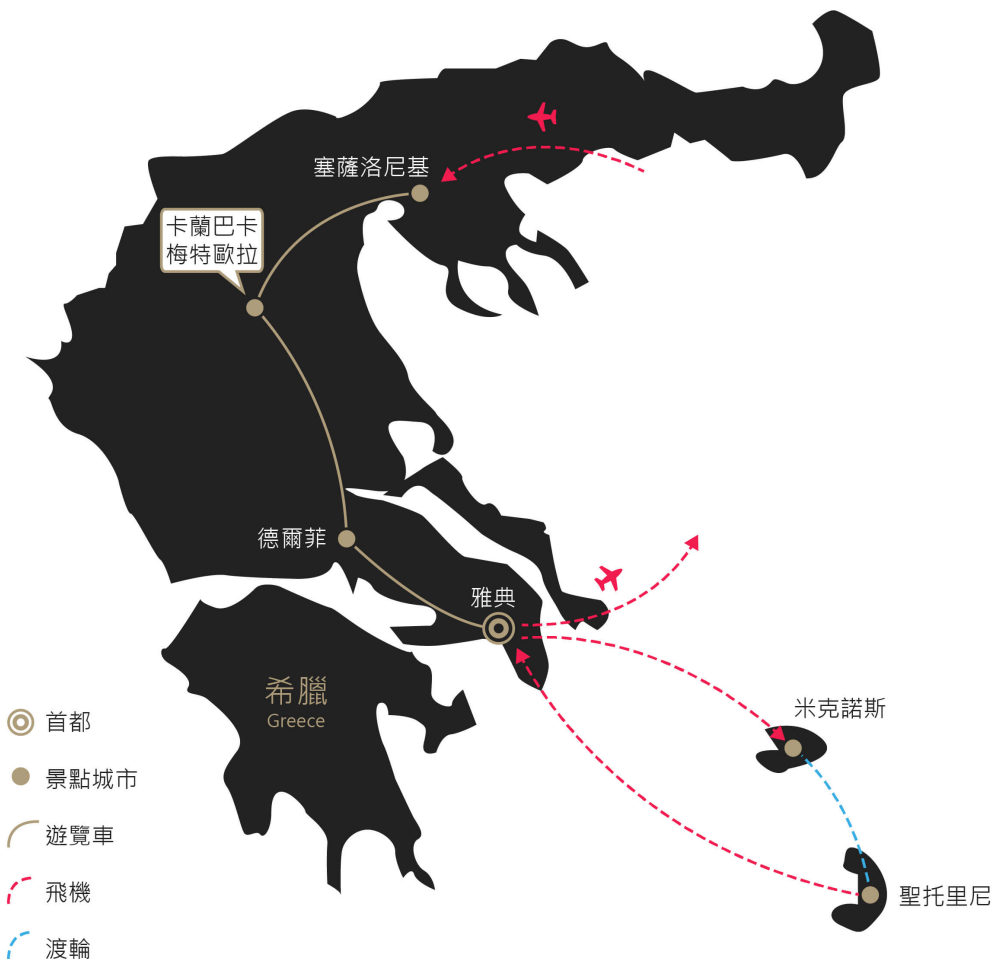 塞薩洛尼基
卡蘭巴卡
梅特歐拉
德爾菲
雅典
希臘
Greece
米克諾斯
聖托里尼
首都
景點城市
遊覽車
飛機
渡輪